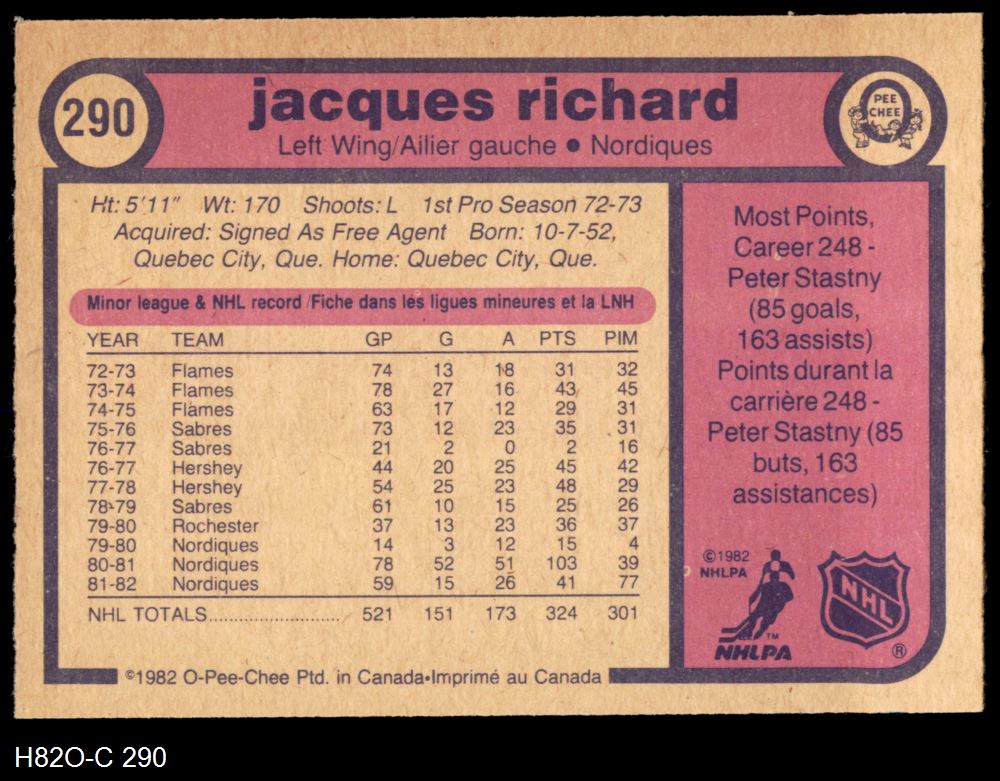 290
jacques richard
Left Wing/Ailier gauche • Nordiques
O
PEE
CHEE
Ht: 5'11" Wt: 170 Shoots: L 1st Pro Season 72-73
Acquired: Signed As Free Agent Born: 10-7-52,
Quebec City, Que. Home: Quebec City, Que.
Minor league & NHL record/Fiche dans les ligues mineures et la LNH
YEAR TEAM GP G A PTS PIM
72-73 Flames 74 13 18 31 32
73-74 Flames 78 27 16 43 45
74-75 Flames 63 17 12 29 31
75-76 Sabres 73 12 23 35 31
76-77 Sabres 21 2 0 2 16
76-77 Hershey 44 20 25 45 42
77-78 Hershey 54 25 23 48 29
78-79 Sabres 61 10 15 25 26
79-80 Rochester 37 13 23 36 37
79-80 Nordiques 14 3 12 15 4
80-81 Nordiques 78 52 51 103 39
81-82 Nordiques 59 15 26 41 77
NHL TOTALS........................ 521 151 173 324 301
©1982 O-Pee-Chee Ptd. in Canada•Imprimé au Canada
Most Points,
Career 248 -
Peter Stastny
(85 goals,
163 assists)
Points durant la
carrière 248 -
Peter Stastny (85
buts, 163
assistances)
©1982
NHLPA
TM
NHLPA
NHL
®
H82O-C 290